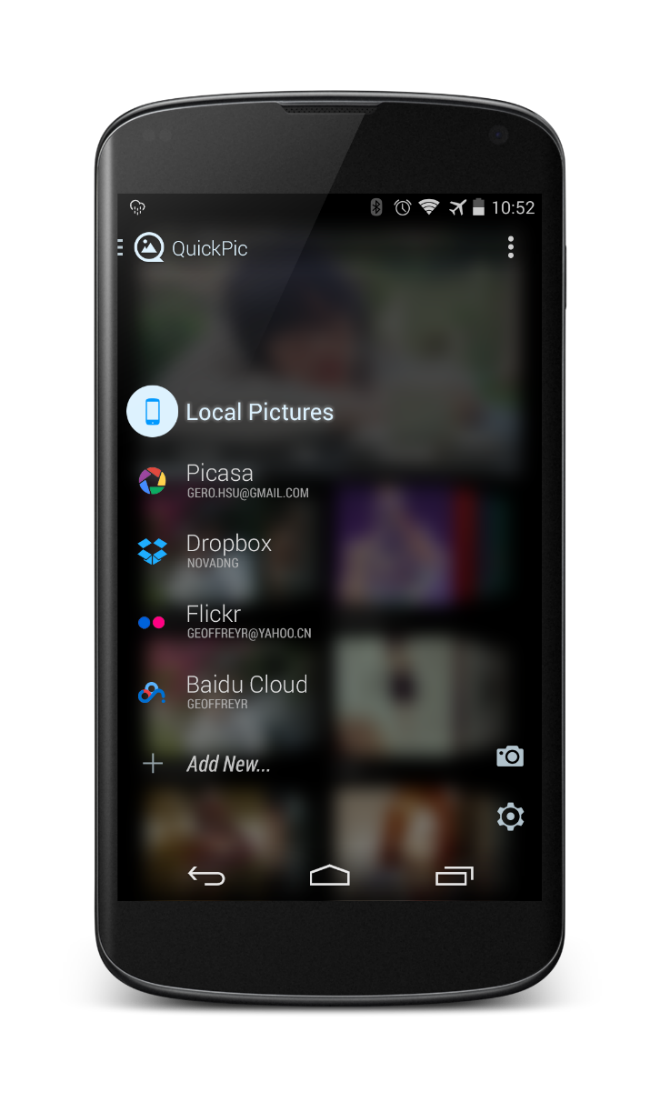 10:52
QuickPic
Local Pictures
Picasa
GERO.HSU@GMAIL.COM
Dropbox
NOVADNG
Flickr
GEOFFREYR@YAHOO.CN
Baidu Cloud
GEOFFREYR
Add New...